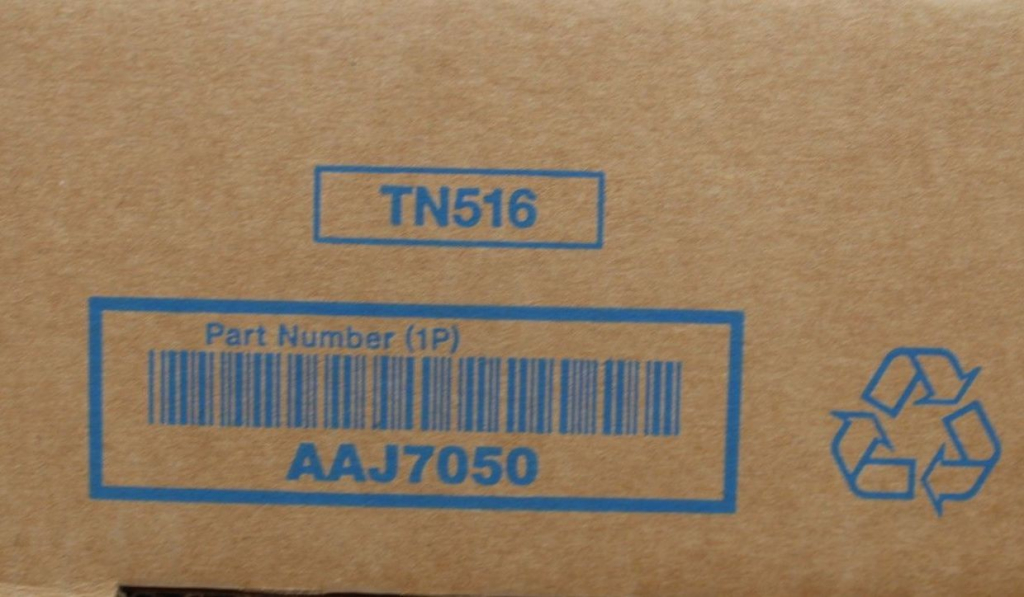 TN516
Part Number (1P)
AAJ7050